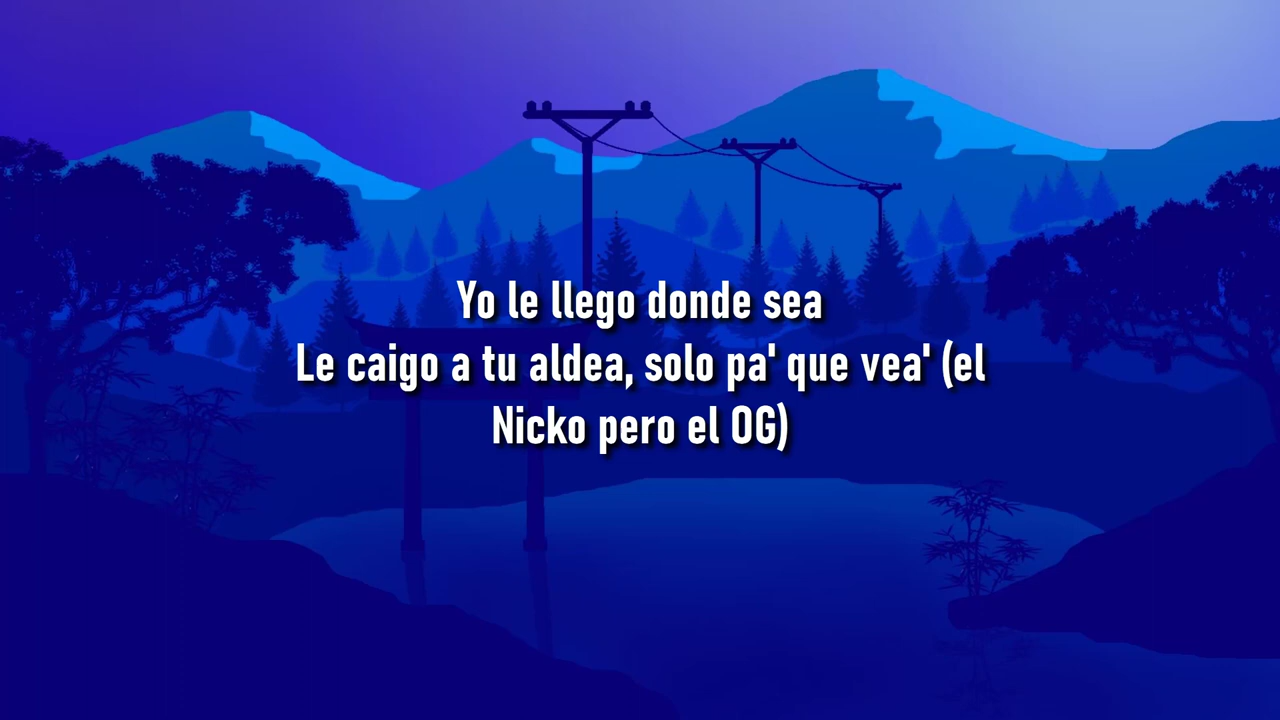 Yo le llego donde sea
Le caigo a tu aldea, solo pa' que vea' (el
Nicko pero el OG)